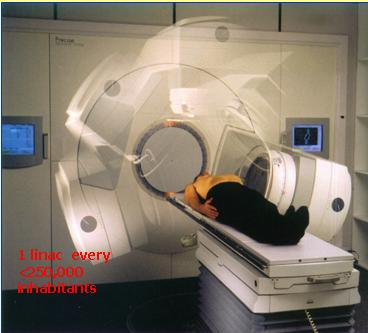 Precise
1 linac every
<250,000
inhabitants